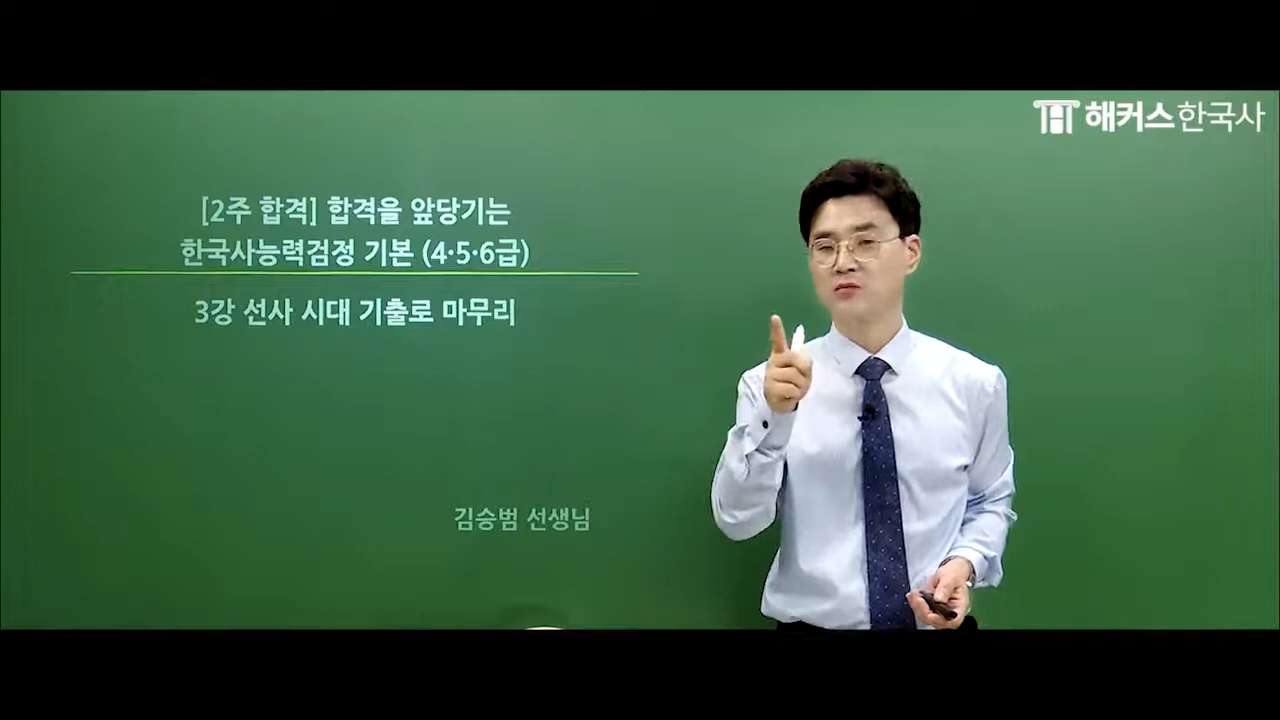 해커스한국사
[2주 합격] 합격을 앞당기는
한국사능력검정 기본 (4·5·6급)
3강 선사 시대 기출로 마무리
김승범 선생님